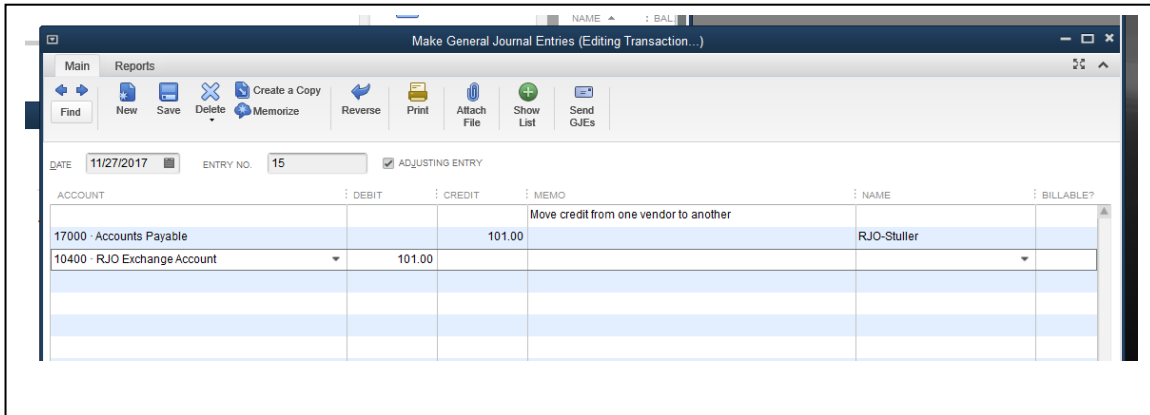 NAME ▲ : BAL
Make General Journal Entries (Editing Transaction...)
Main Reports
Find New Save Delete Create a Copy Memorize Reverse Print Attach File Show List Send GJEs
DATE 11/27/2017 ENTRY NO. 15 ADJUSTING ENTRY
ACCOUNT DEBIT CREDIT MEMO NAME BILLABLE?
Move credit from one vendor to another
17000 · Accounts Payable 101.00 RJO-Stuller
10400 · RJO Exchange Account 101.00